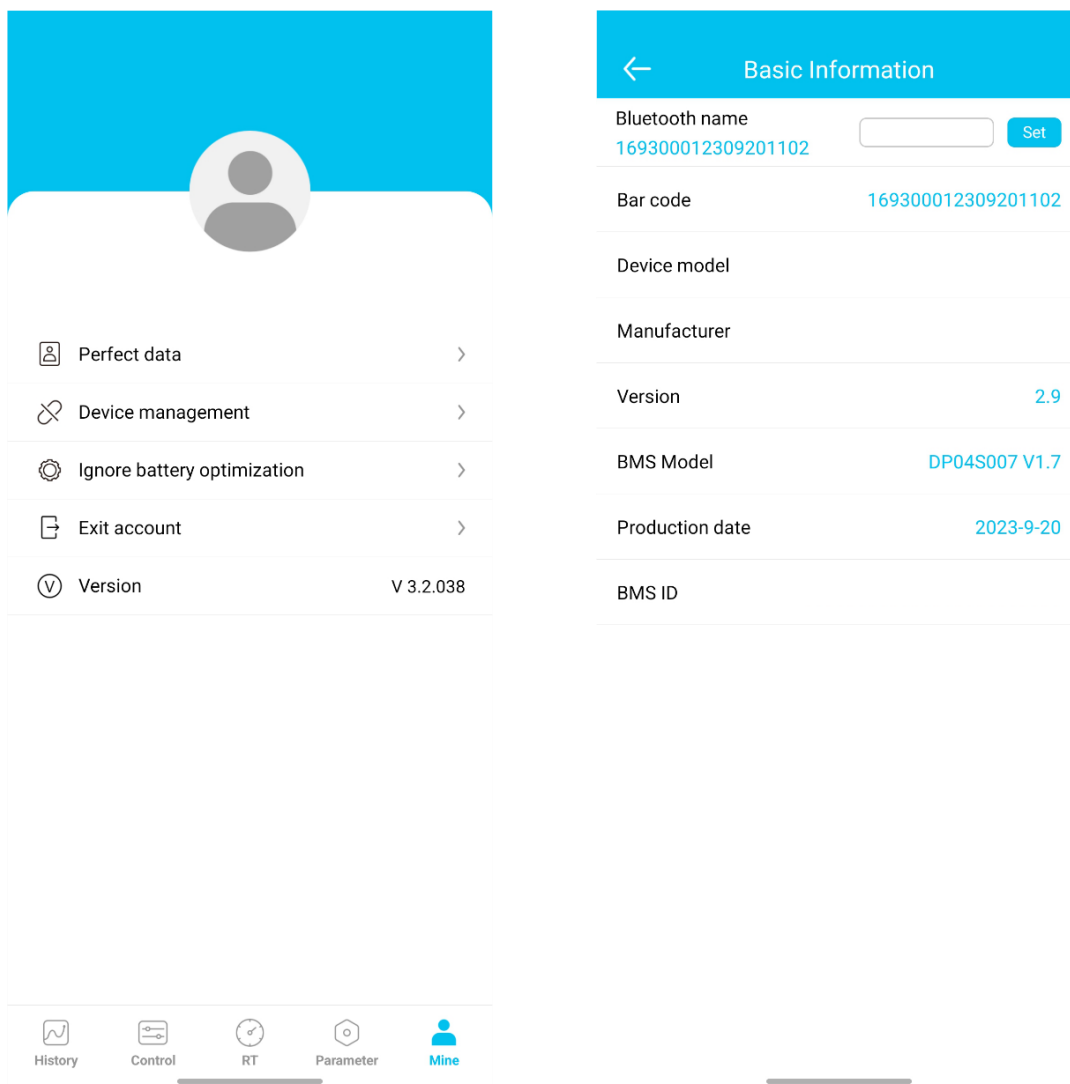 Perfect data
Device management
Ignore battery optimization
Exit account
V Version V 3.2.038
History Control RT Parameter Mine
Basic Information
Bluetooth name
169300012309201102 Set
Bar code 169300012309201102
Device model
Manufacturer
Version 2.9
BMS Model DP04S007 V1.7
Production date 2023-9-20
BMS ID